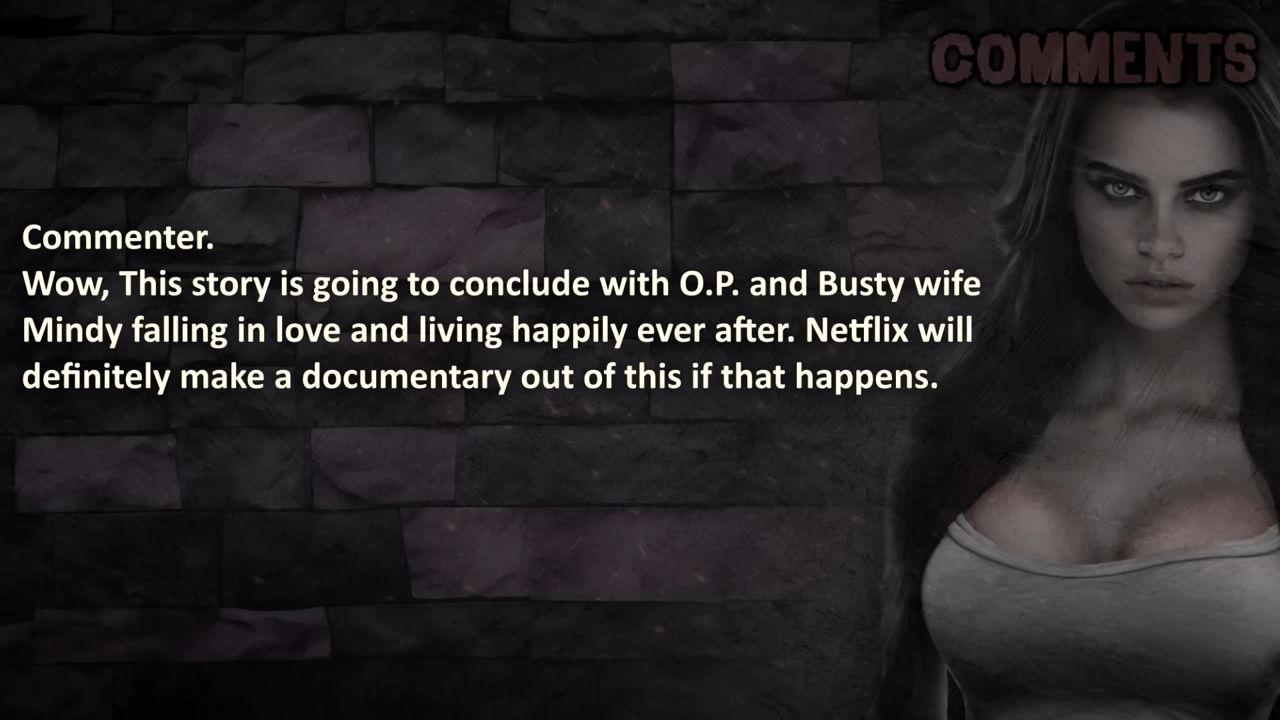 COMMENTS
Commenter.
Wow, This story is going to conclude with O.P. and Busty wife
Mindy falling in love and living happily ever after. Netflix will
definitely make a documentary out of this if that happens.